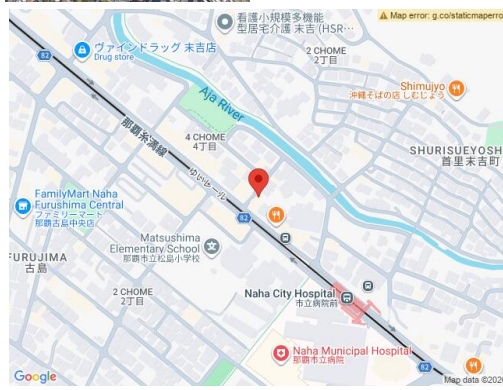 ⚠ Map error: g.co/staticmaperro
看護小規模多機能
型居宅介護 末吉 (HSR…
ヴァインドラッグ 末吉店
Drug store
2 CHOME
2丁目
82
Shimujyo
沖縄そばの店 しむじょう
Aja River
那覇糸満線
4 CHOME
4丁目
SHURISUEYOSH
首里末吉町
ゆいレール
FamilyMart Naha
Furushima Central
ファミリーマート
那覇古島中央店
82
Matsushima
Elementary School
那覇市立松島小学校
FURUJIMA
古島
2 CHOME
2丁目
Naha City Hospital
市立病院前
Naha Municipal Hospital
那覇市立病院
82
Google
Map data ©202